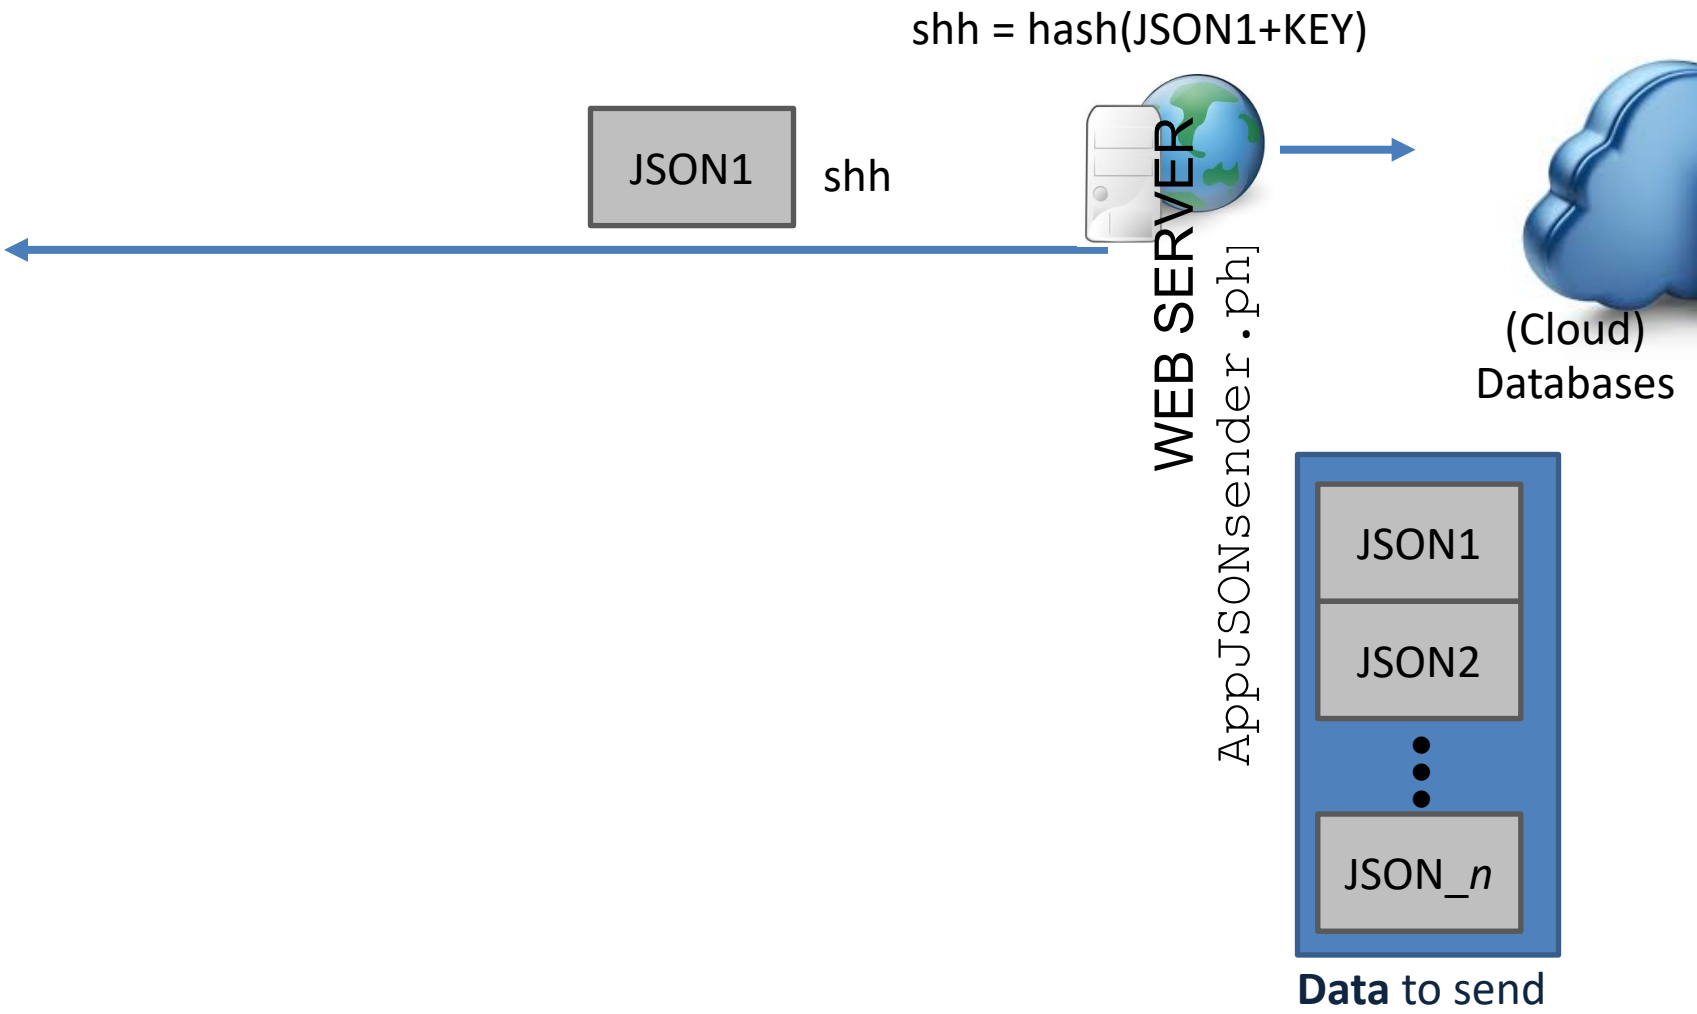 shh = hash(JSON1+KEY)
JSON1
shh
WEB SERVER
AppJSONsender.ph
(Cloud)
Databases
JSON1
JSON2
JSON_n
Data to send